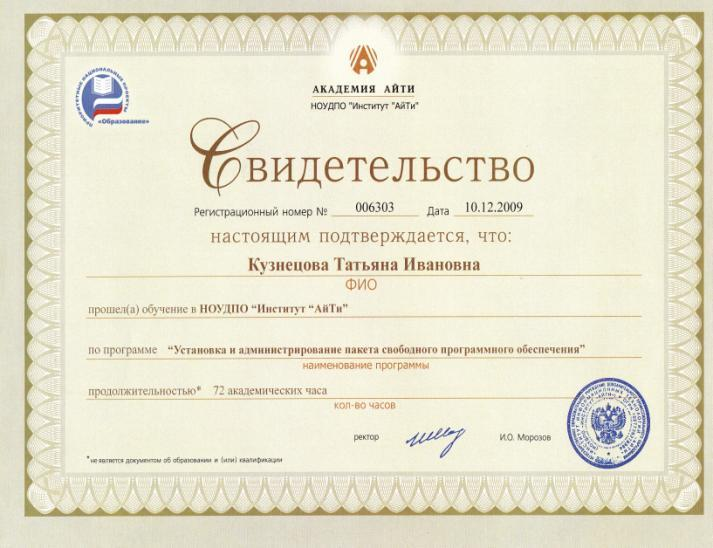 ПРИОРИТЕТНЫЕ НАЦИОНАЛЬНЫЕ ПРОЕКТЫ
«Образование»
АКАДЕМИЯ АЙТИ
НОУДПО "Институт "АйТи"
Свидетельство
Регистрационный номер № 006303 Дата 10.12.2009
настоящим подтверждается, что:
Кузнецова Татьяна Ивановна
ФИО
прошел(а) обучение в НОУДПО “Институт “АйТи”
по программе “Установка и администрирование пакета свободного программного обеспечения”
наименование программы
продолжительностью* 72 академических часа
кол-во часов
ректор И.О. Морозов
*не является документом об образовании и (или) квалификации